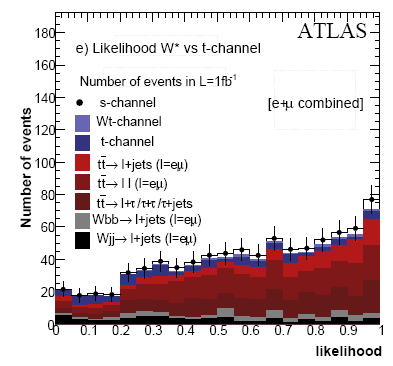 ATLAS
e) Likelihood W* vs t-channel
Number of events in L=1fb-1
s-channel
[e+μ combined]
Wt-channel
t-channel
tt̄→ l+jets (l=eμ)
tt̄→ l l (l=eμ)
tt̄→ l+τ/τ+τ/τ+jets
Wbb→ l+jets (l=eμ)
Wjj→ l+jets (l=eμ)
Number of events
180
160
140
120
100
80
60
40
20
0
0 0.1 0.2 0.3 0.4 0.5 0.6 0.7 0.8 0.9 1
likelihood